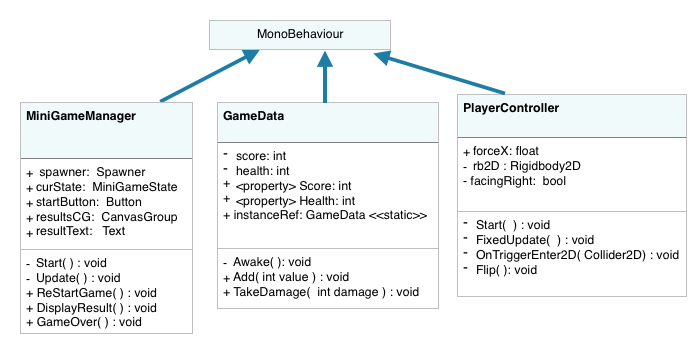 MonoBehaviour
MiniGameManager
+ spawner: Spawner
+ curState: MiniGameState
+ startButton: Button
+ resultsCG: CanvasGroup
+ resultText: Text
- Start( ) : void
- Update( ) : void
+ ReStartGame( ) : void
+ DisplayResult( ) : void
+ GameOver( ) : void
GameData
- score: int
- health: int
+ <property> Score: int
+ <property> Health: int
+ instanceRef: GameData <<static>>
- Awake( ): void
+ Add( int value ) : void
+ TakeDamage( int damage ) : void
PlayerController
+ forceX: float
- rb2D : Rigidbody2D
- facingRight: bool
- Start( ) : void
- FixedUpdate( ) : void
- OnTriggerEnter2D( Collider2D) : void
- Flip( ): void